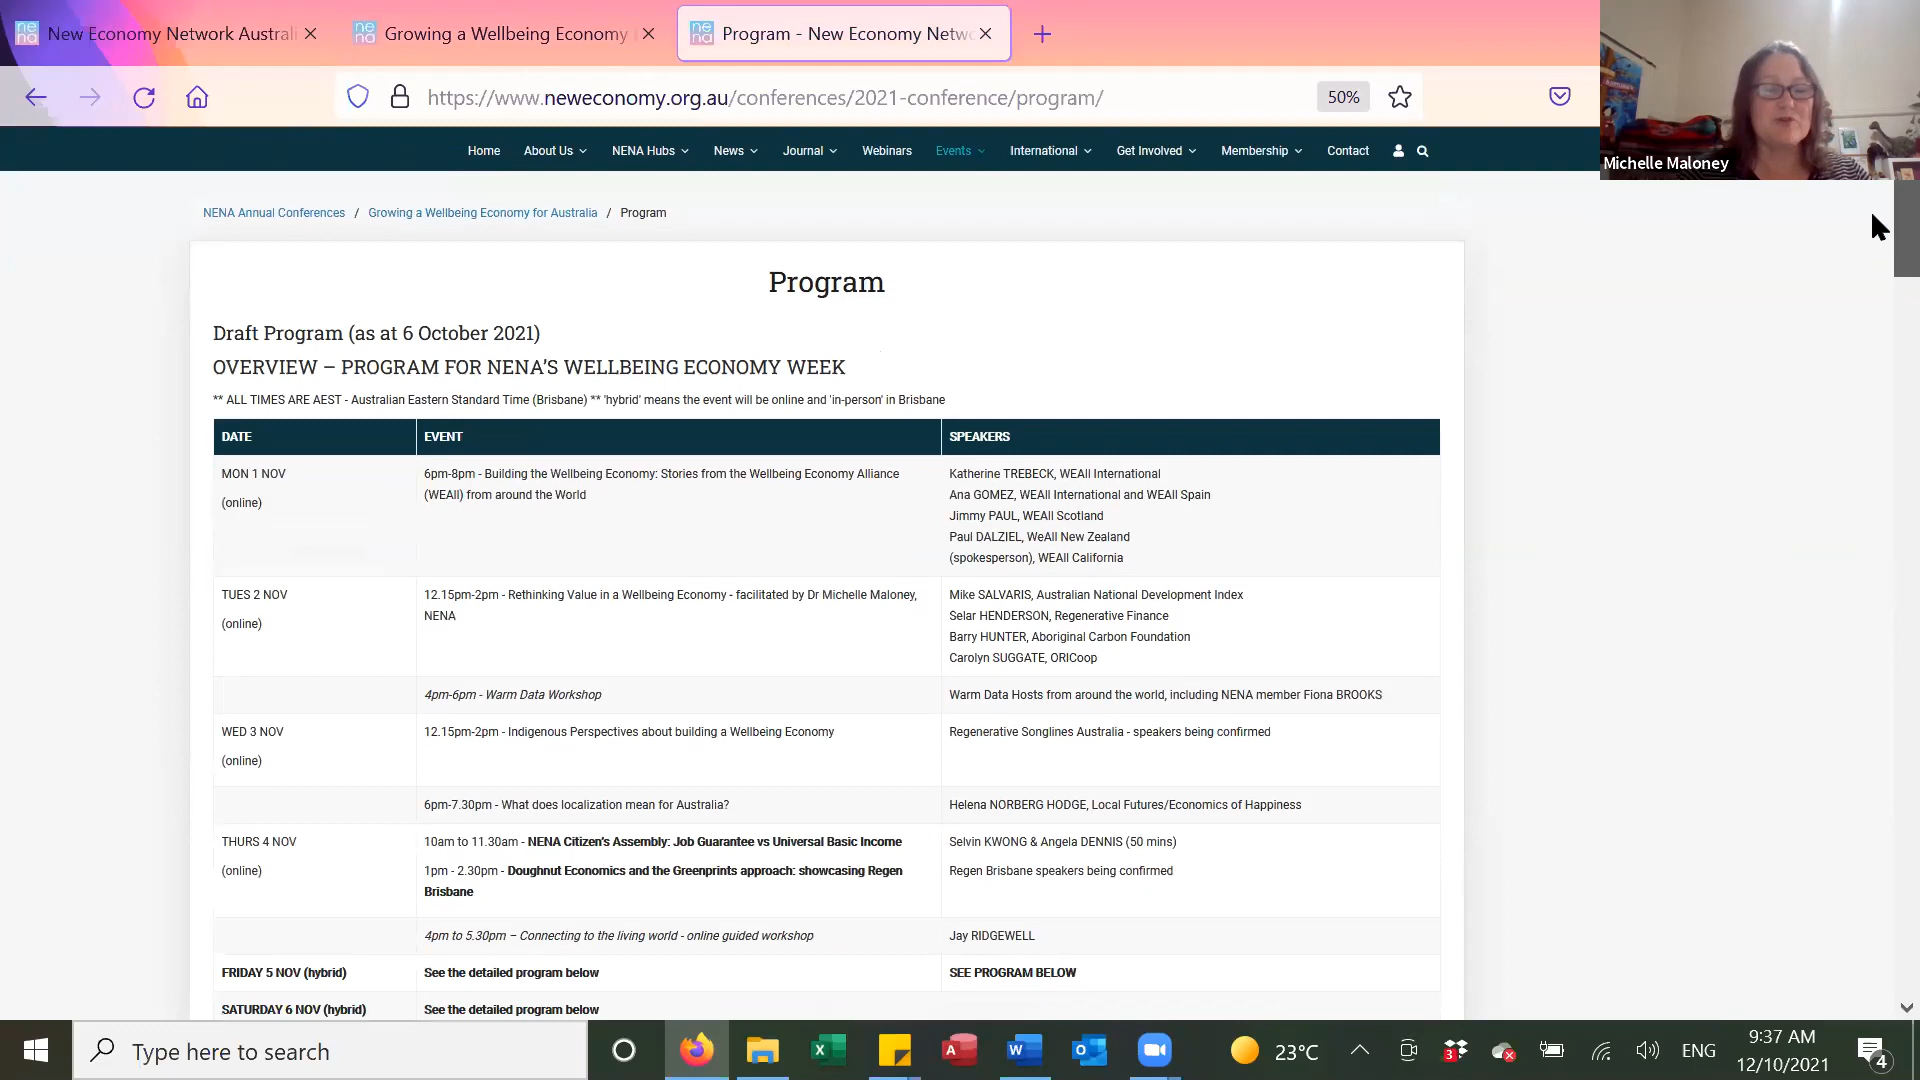 New Economy Network Australi
Growing a Wellbeing Economy
Program - New Economy Netw
https://www.neweconomy.org.au/conferences/2021-conference/program/
50%
Michelle Maloney
Home About Us NENA Hubs News Journal Webinars Events International Get Involved Membership Contact
NENA Annual Conferences / Growing a Wellbeing Economy for Australia / Program
Program
Draft Program (as at 6 October 2021)
OVERVIEW – PROGRAM FOR NENA’S WELLBEING ECONOMY WEEK
** ALL TIMES ARE AEST - Australian Eastern Standard Time (Brisbane) ** 'hybrid' means the event will be online and 'in-person' in Brisbane
DATE EVENT SPEAKERS
MON 1 NOV
(online)
6pm-8pm - Building the Wellbeing Economy: Stories from the Wellbeing Economy Alliance
(WEAll) from around the World
Katherine TREBECK, WEAll International
Ana GOMEZ, WEAll International and WEAll Spain
Jimmy PAUL, WEAll Scotland
Paul DALZIEL, WeAll New Zealand
(spokesperson), WEAll California
TUES 2 NOV
(online)
12.15pm-2pm - Rethinking Value in a Wellbeing Economy - facilitated by Dr Michelle Maloney,
NENA
Mike SALVARIS, Australian National Development Index
Selar HENDERSON, Regenerative Finance
Barry HUNTER, Aboriginal Carbon Foundation
Carolyn SUGGATE, ORICoop
4pm-6pm - Warm Data Workshop
Warm Data Hosts from around the world, including NENA member Fiona BROOKS
WED 3 NOV
(online)
12.15pm-2pm - Indigenous Perspectives about building a Wellbeing Economy
Regenerative Songlines Australia - speakers being confirmed
6pm-7.30pm - What does localization mean for Australia?
Helena NORBERG HODGE, Local Futures/Economics of Happiness
THURS 4 NOV
(online)
10am to 11.30am - NENA Citizen’s Assembly: Job Guarantee vs Universal Basic Income
1pm - 2.30pm - Doughnut Economics and the Greenprints approach: showcasing Regen
Brisbane
Selvin KWONG & Angela DENNIS (50 mins)
Regen Brisbane speakers being confirmed
4pm to 5.30pm – Connecting to the living world - online guided workshop
Jay RIDGEWELL
FRIDAY 5 NOV (hybrid) See the detailed program below SEE PROGRAM BELOW
SATURDAY 6 NOV (hybrid) See the detailed program below
Type here to search
23°C
3
ENG
9:37 AM
12/10/2021
4